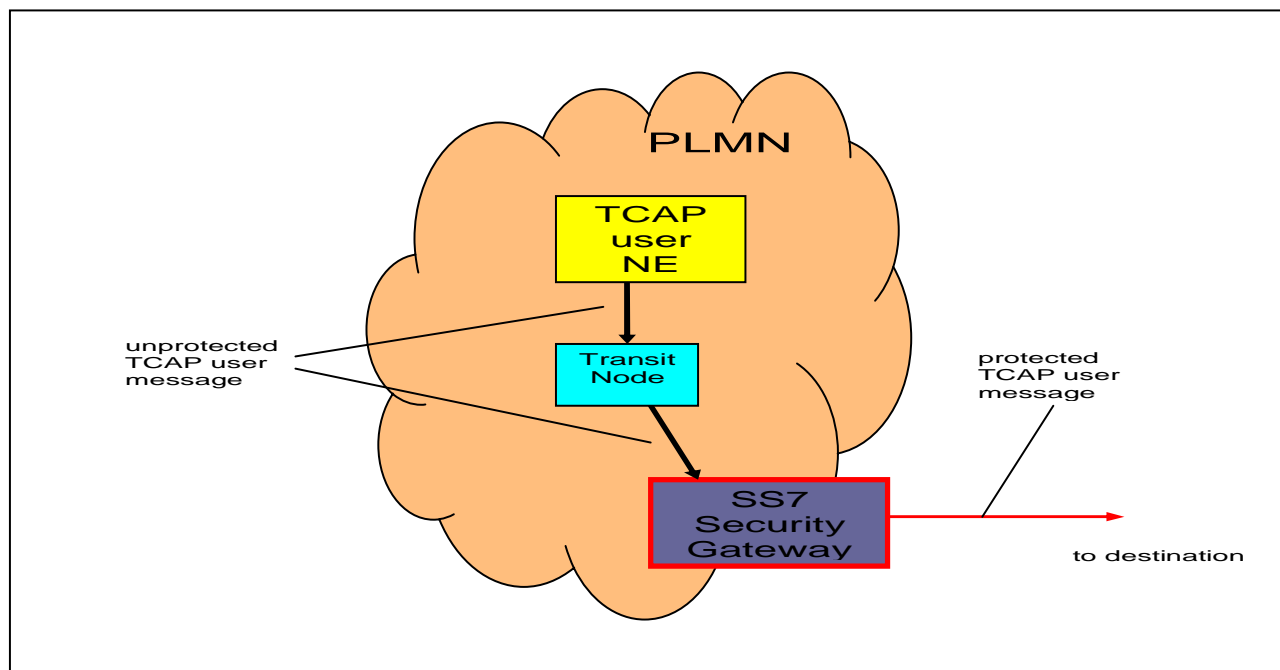 PLMN
TCAP
user
NE
unprotected
TCAP user
message
Transit
Node
protected
TCAP user
message
SS7
Security
Gateway
to destination